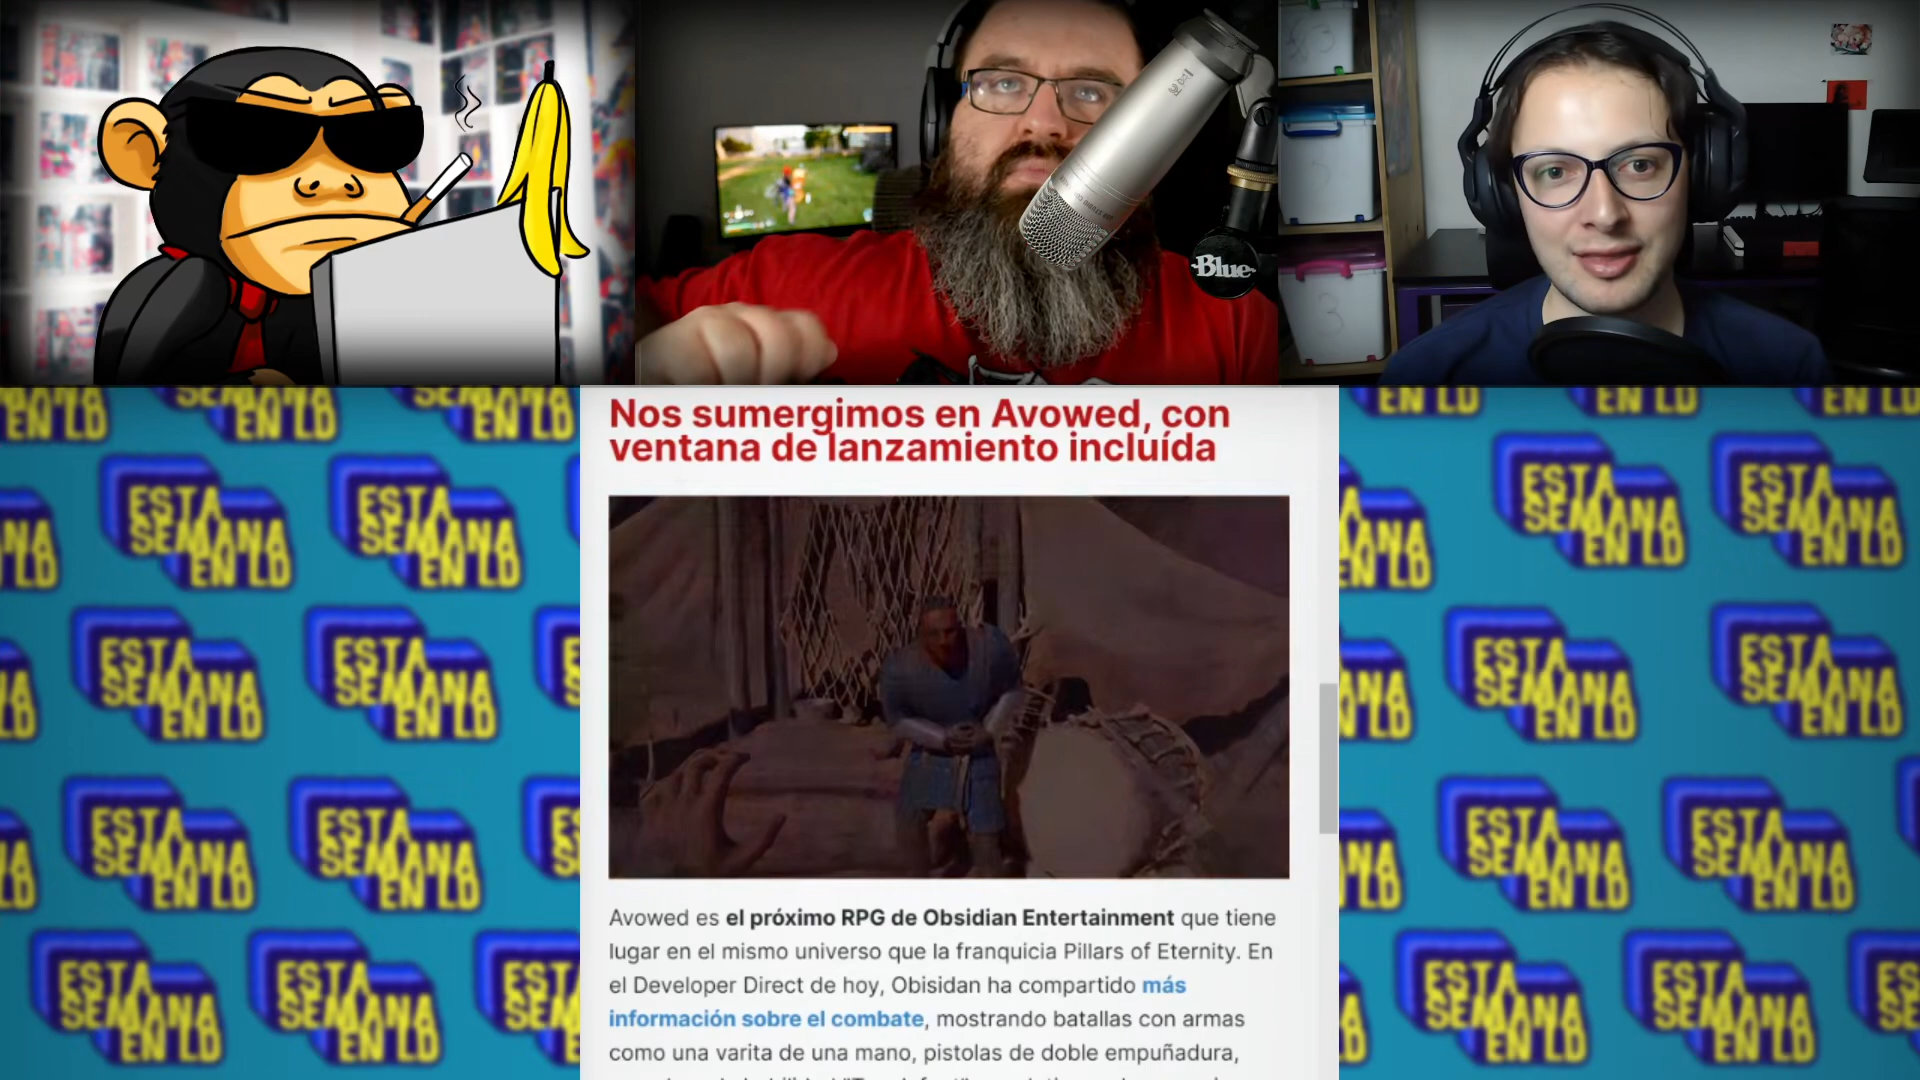 Blue
Nos sumergimos en Avowed, con
ventana de lanzamiento incluída
Avowed es el próximo RPG de Obsidian Entertainment que tiene
lugar en el mismo universo que la franquicia Pillars of Eternity. En
el Developer Direct de hoy, Obisidan ha compartido más
información sobre el combate, mostrando batallas con armas
como una varita de una mano, pistolas de doble empuñadura,
ESTA
SEMANA
EN LD